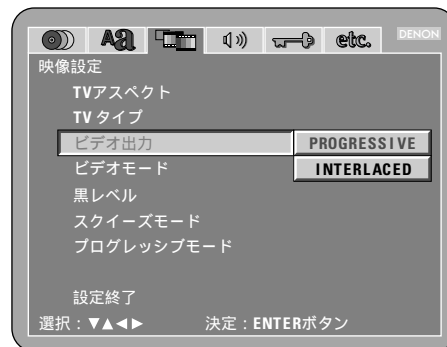 Aa etc. DENON
映像設定
TVアスペクト
TV タイプ
ビデオ出力 PROGRESSIVE
ビデオモード INTERLACED
黒レベル
スクイーズモード
プログレッシブモード
設定終了
選択：▼▲◀▶ 決定：ENTERボタン